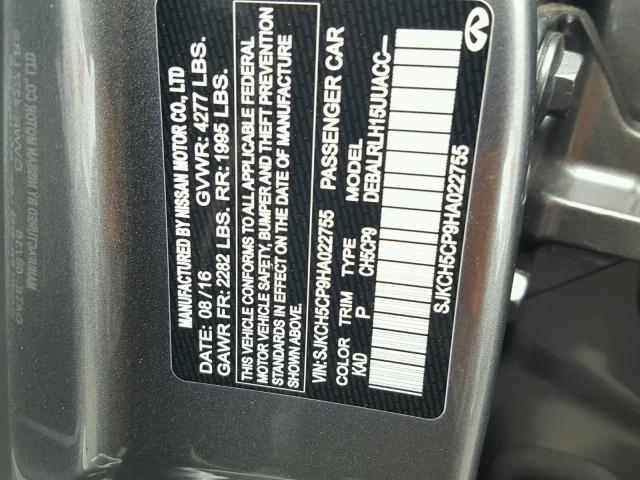 MANUFACTURED BY NISSAN MOTOR CO., LTD
DATE: 08/16 GVWR: 4277 LBS.
GAWR FR: 2282 LBS. RR: 1995 LBS.
THIS VEHICLE CONFORMS TO ALL APPLICABLE FEDERAL
MOTOR VEHICLE SAFETY, BUMPER AND THEFT PREVENTION
STANDARDS IN EFFECT ON THE DATE OF MANUFACTURE
SHOWN ABOVE.
VIN:SJKCH5CP9HA022755 PASSENGER CAR
COLOR TRIM TYPE DEBALRLH15UUACC—
KAD P CH5CP9
SJKCH5CP9HA022755